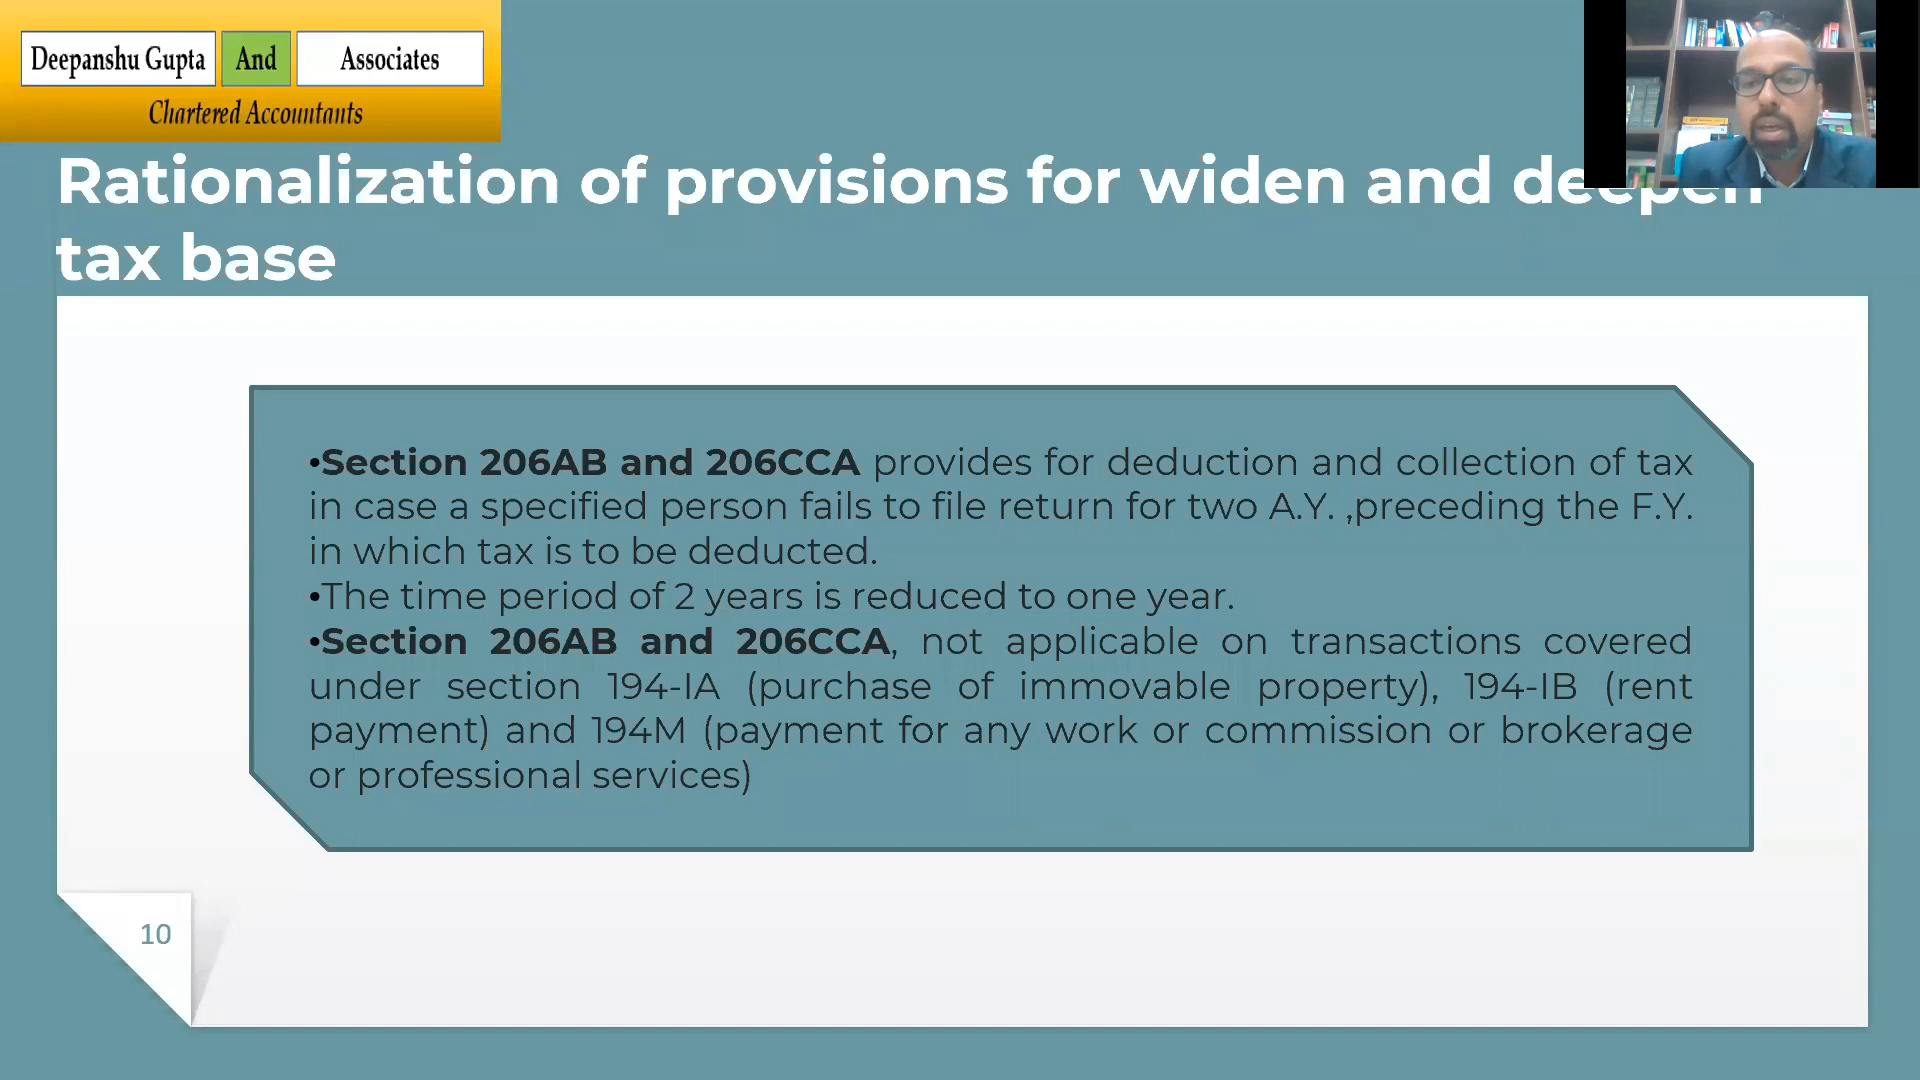 Deepanshu Gupta And Associates
Chartered Accountants
Rationalization of provisions for widen and deepen
tax base
•Section 206AB and 206CCA provides for deduction and collection of tax
in case a specified person fails to file return for two A.Y. ,preceding the F.Y.
in which tax is to be deducted.
•The time period of 2 years is reduced to one year.
•Section 206AB and 206CCA, not applicable on transactions covered
under section 194-IA (purchase of immovable property), 194-IB (rent
payment) and 194M (payment for any work or commission or brokerage
or professional services)
10